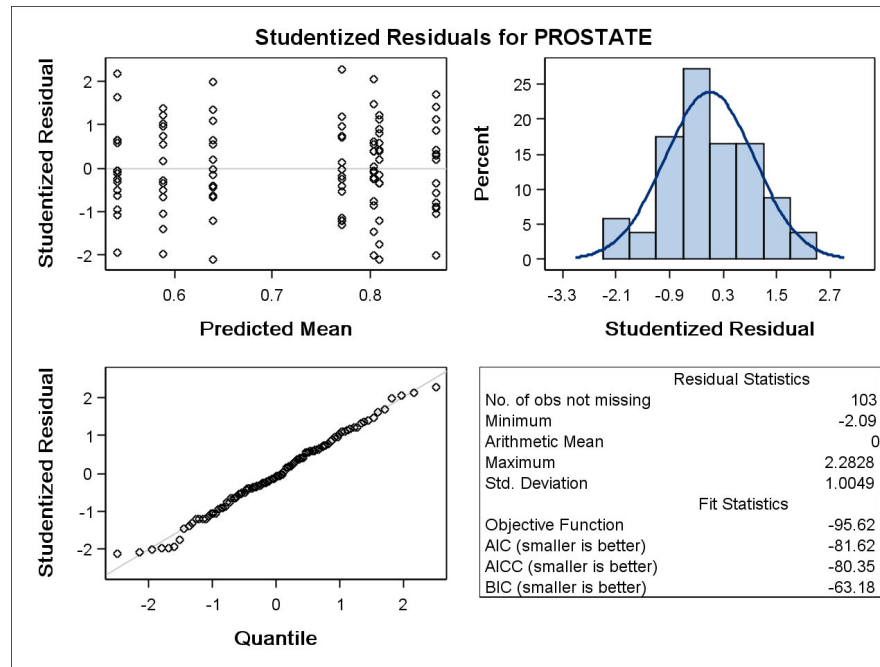 Studentized Residuals for PROSTATE
Studentized Residual
2
1
0
-1
-2
0.6 0.7 0.8
Predicted Mean
Percent
25
20
15
10
5
0
-3.3 -2.1 -0.9 0.3 1.5 2.7
Studentized Residual
Studentized Residual
2
1
0
-1
-2
-2 -1 0 1 2
Quantile
Residual Statistics
No. of obs not missing 103
Minimum -2.09
Arithmetic Mean 0
Maximum 2.2828
Std. Deviation 1.0049
Fit Statistics
Objective Function -95.62
AIC (smaller is better) -81.62
AICC (smaller is better) -80.35
BIC (smaller is better) -63.18